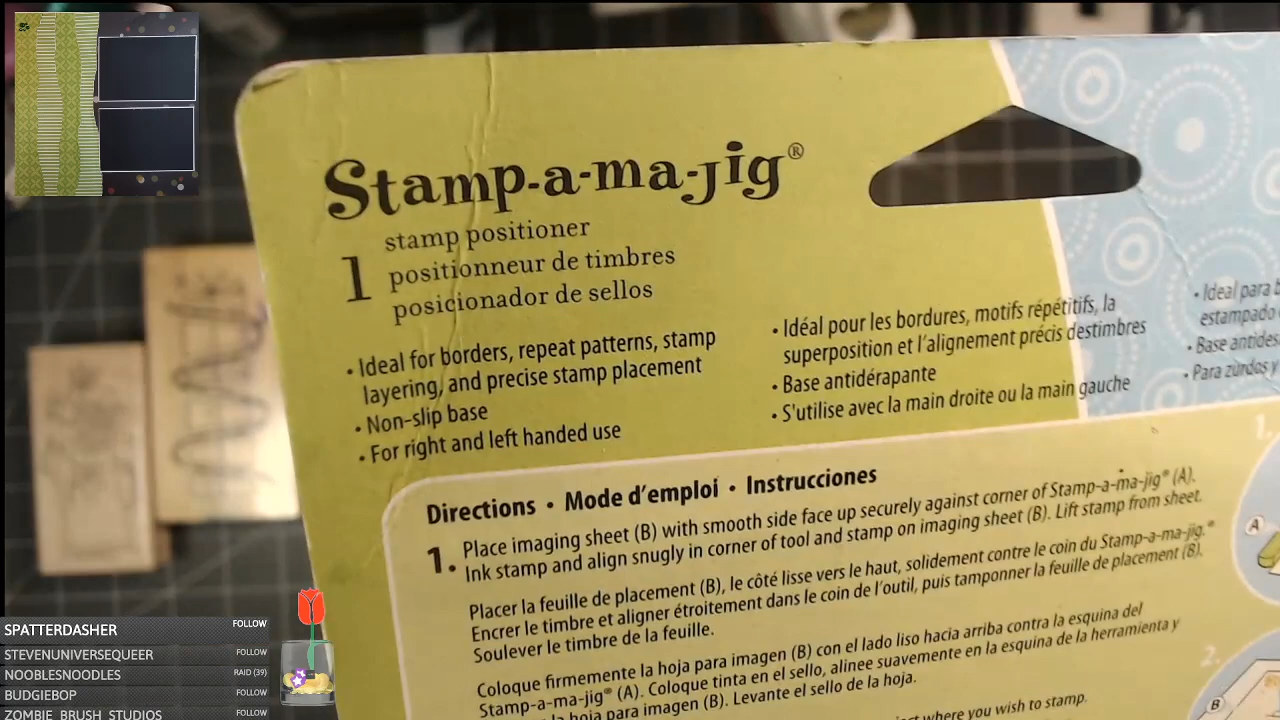 Stamp-a-ma-jig®
1
stamp positioner
positionneur de timbres
posicionador de sellos
• Ideal for borders, repeat patterns, stamp
layering, and precise stamp placement
• Non-slip base
• For right and left handed use
• Idéal pour les bordures, motifs répétitifs, la
superposition et l'alignement précis destimbres
• Base antidérapante
• S'utilise avec la main droite ou la main gauche
• Ideal para
estampado
• Base
• Para zurdos y
Directions • Mode d'emploi • Instrucciones
1. Place imaging sheet (B) with smooth side face up securely against corner of Stamp-a-ma-jig® (A).
Ink stamp and align snugly in corner of tool and stamp on imaging sheet (B). Lift stamp from sheet.
Placer la feuille de placement (B), le côté lisse vers le haut, solidement contre le coin du Stamp-a-ma-jig.®
Encrer le timbre et aligner étroitement dans le coin de l'outil, puis tamponner la feuille de placement (B).
Soulever le timbre de la feuille.
Coloque firmemente la hoja para imagen (B) con el lado liso hacia arriba contra la esquina del
Stamp-a-ma-jig® (A). Coloque tinta en el sello, alinee suavemente en la esquina de la herramienta y
la hoja para imagen (B). Levante el sello de la hoja.
where you wish to stamp.
1.
A
2.
B
SPATTERDASHER FOLLOW
STEVENUNIVERSEQUEER FOLLOW
NOOBLESNOODLES RAID (39)
BUDGIEBOP FOLLOW
ZOMBIE_BRUSH_STUDIOS FOLLOW